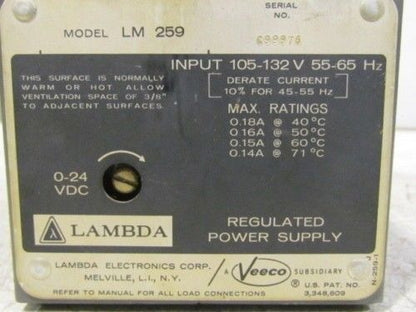 SERIAL
NO.
MODEL LM 259
INPUT 105-132 V 55-65 Hz
THIS SURFACE IS NORMALLY
WARM OR HOT ALLOW
VENTILATION SPACE OF 3/8"
TO ADJACENT SURFACES.
DERATE CURRENT
10% FOR 45-55 Hz
MAX. RATINGS
0.18A @ 40°C
0.16A @ 50°C
0.15A @ 60°C
0.14A @ 71°C
0-24
VDC
LAMBDA
REGULATED
POWER SUPPLY
LAMBDA ELECTRONICS CORP.
MELVILLE, L.I., N.Y.
/A Veeco SUBSIDIARY
REFER TO MANUAL FOR ALL LOAD CONNECTIONS
® U.S. PAT. NO.
3,348,609
N-259-1